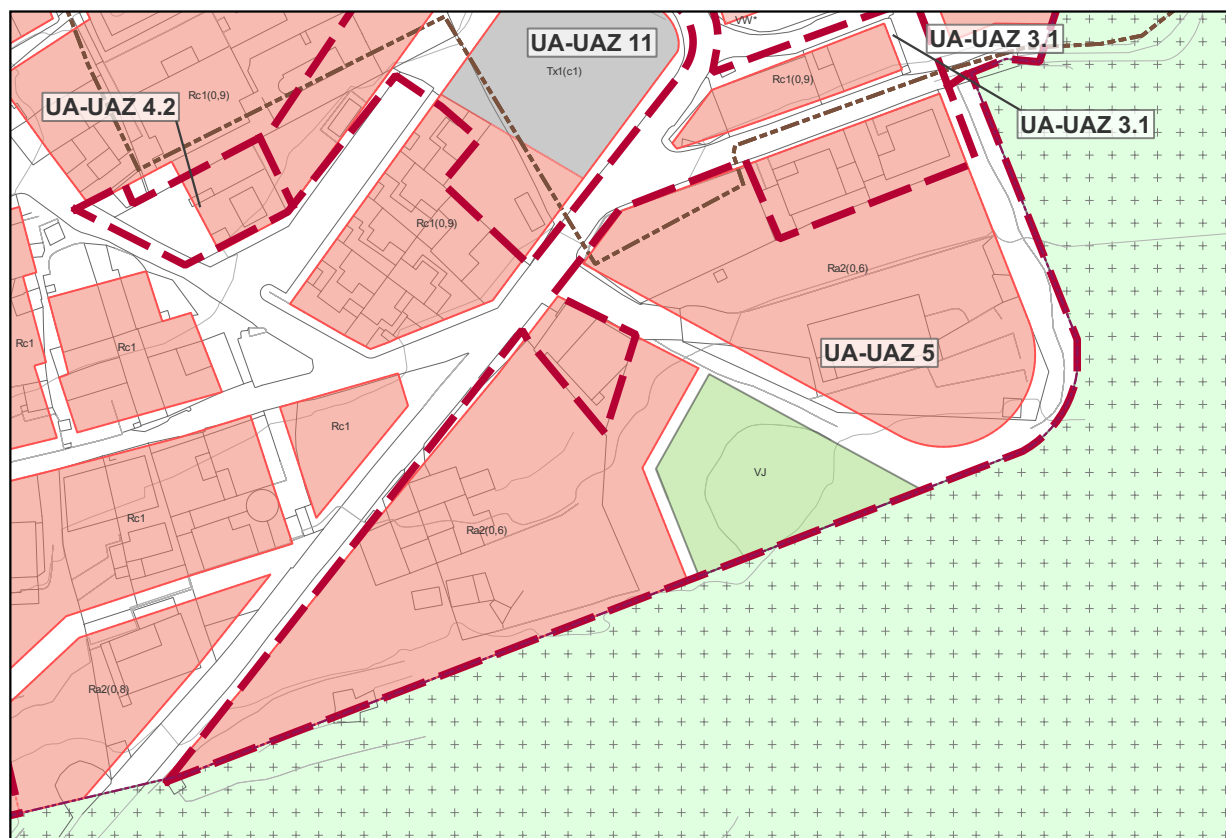 VW*
UA-UAZ 11
UA-UAZ 3.1
Tx1(c1)
Rc1(0,9)
Rc1(0,9)
UA-UAZ 4.2
UA-UAZ 3.1
Rc1(0,9)
Ra2(0,6)
Rc1
Rc1
UA-UAZ 5
Rc1
VJ
Rc1
Ra2(0,6)
Ra2(0,8)